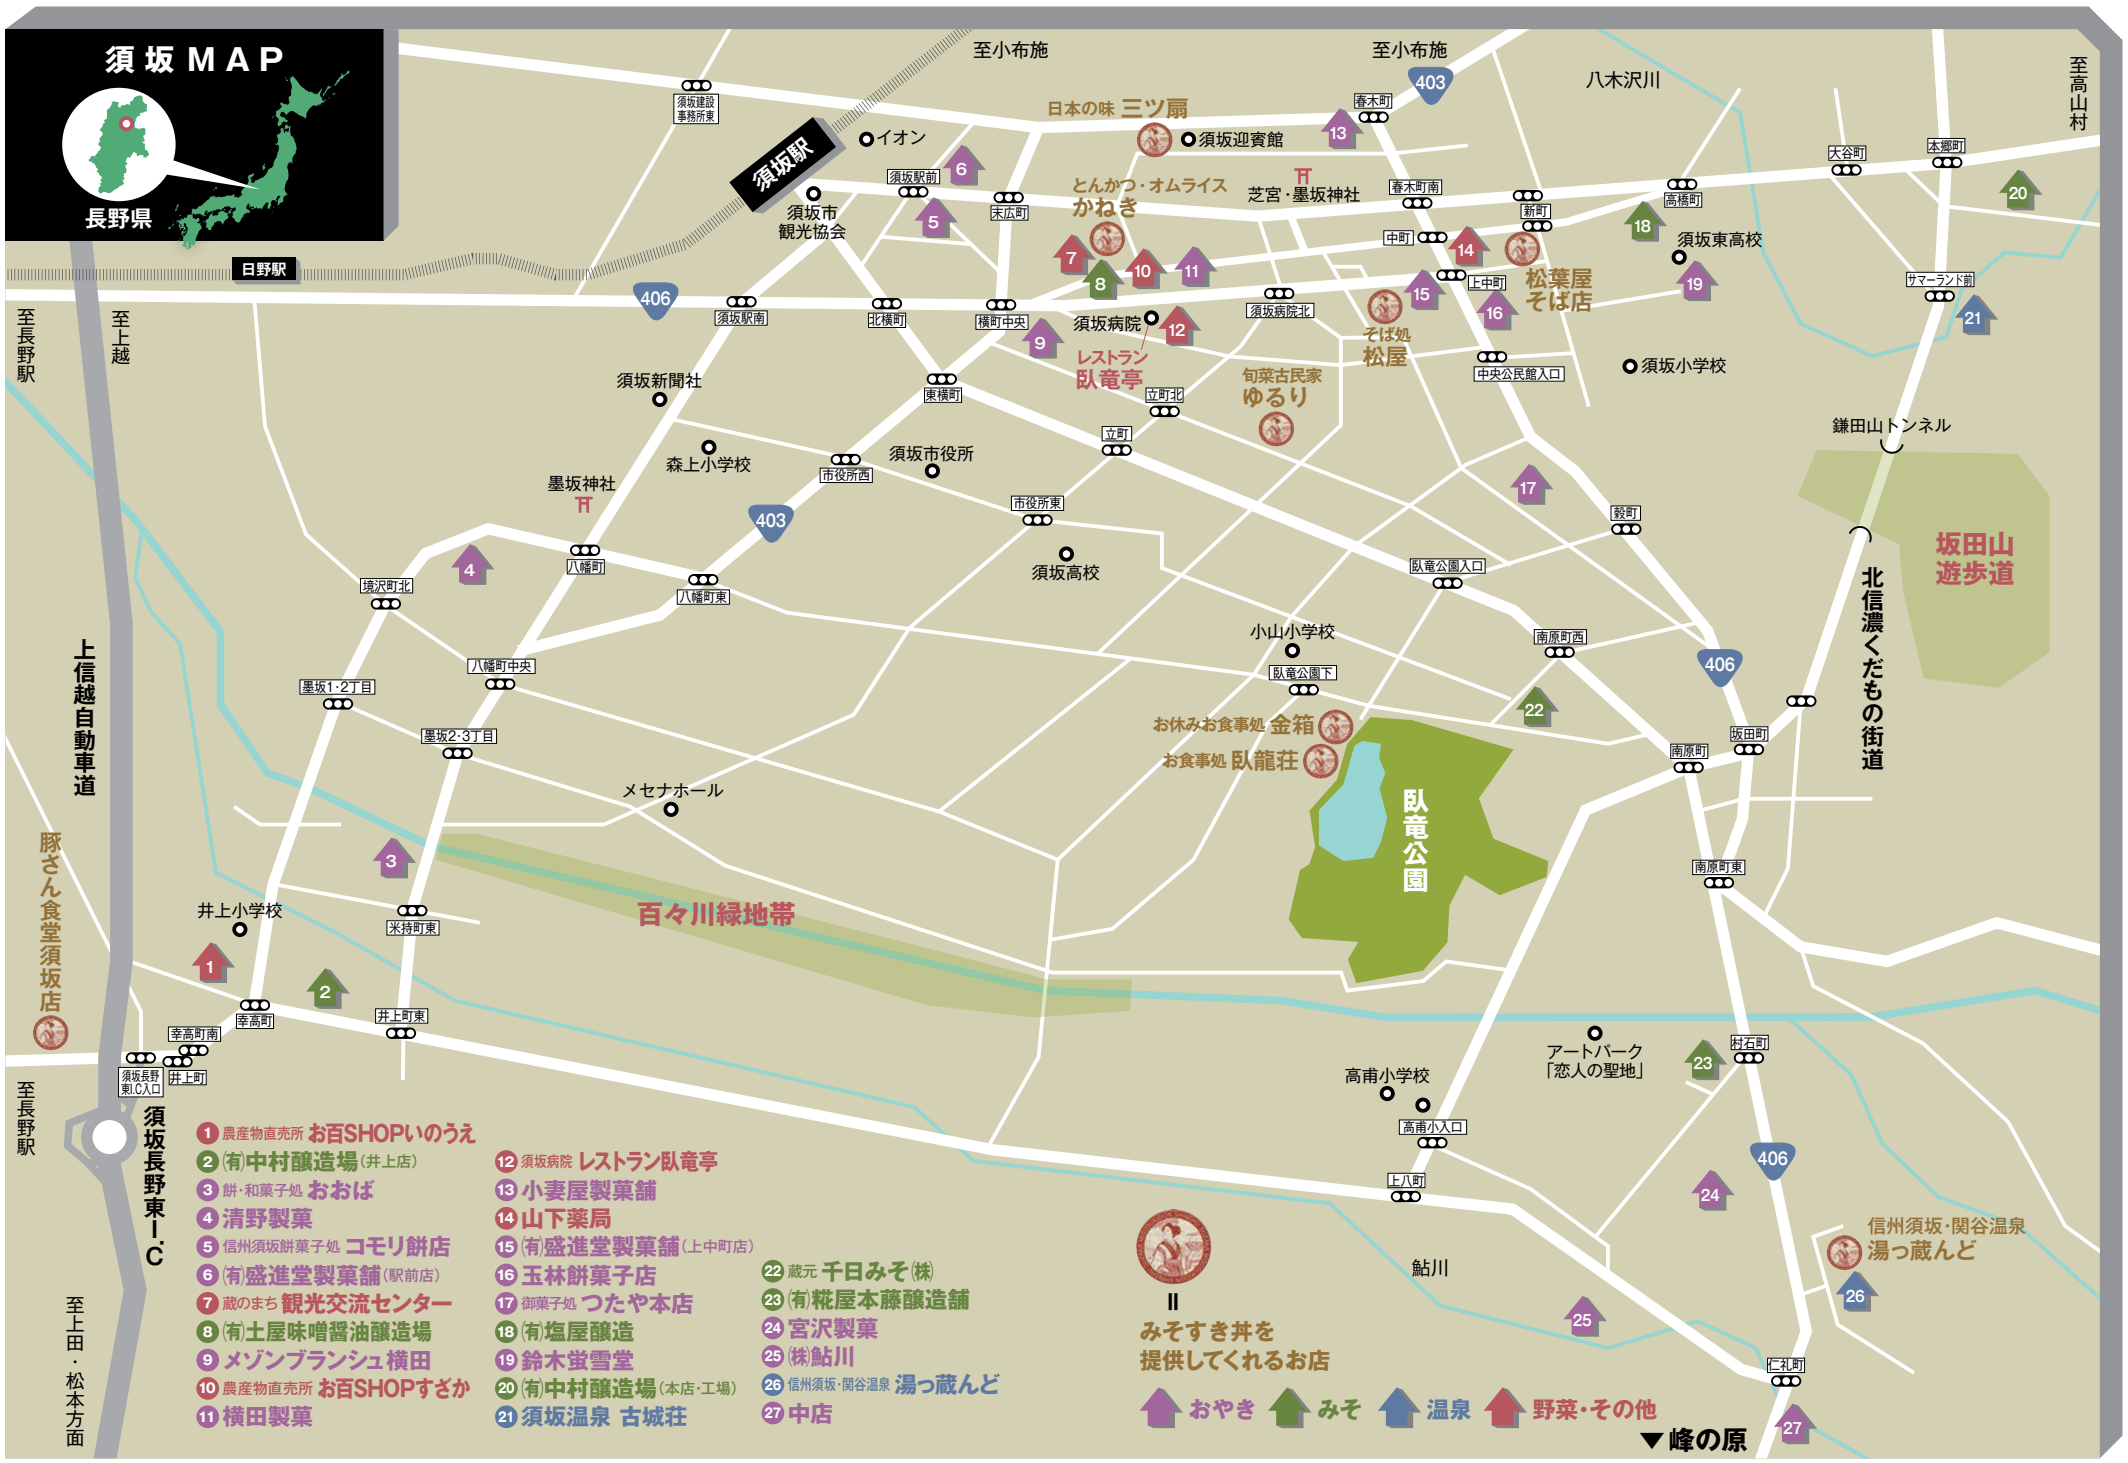 須坂MAP
長野県
至小布施
至小布施
403
八木沢川
至高山村
須坂建設
事務所東
日本の味 三ツ扇
春木町
13
イオン
須坂迎賓館
大谷町
本郷町
須坂駅
6
須坂駅前
とんかつ・オムライス
かねき
芝宮・墨坂神社
春木町南
高橋町
20
須坂市
観光協会
5
末広町
新町
18
中町
14
須坂東高校
日野駅
7
8
10
11
松葉屋
そば店
上中町
15
16
19
サマーランド前
21
406
至長野駅
至上越
須坂駅南
北横町
横町中央
9
須坂病院
12
須坂病院北
レストラン
臥竜亭
そば処
松屋
中央公民館入口
須坂小学校
須坂新聞社
東横町
立町北
旬菜古民家
ゆるり
鎌田山トンネル
森上小学校
市役所西
須坂市役所
立町
墨坂神社
17
403
市役所東
穀町
坂田山
遊歩道
4
八幡町
須坂高校
臥竜公園入口
境沢町北
八幡町東
北信濃くだもの街道
小山小学校
南原町西
上信越自動車道
八幡町中央
406
墨坂1・2丁目
臥竜公園下
22
墨坂2・3丁目
お休みお食事処 金箱
お食事処 臥龍荘
南原町
坂田町
メセナホール
臥竜公園
豚さん食堂須坂店
3
南原町東
井上小学校
百々川緑地帯
米持町東
1
2
幸高町
井上町東
幸高町南
須坂長野
東I.C入口
井上町
アートパーク
「恋人の聖地」
23
村石町
高甫小学校
高甫小入口
至長野駅
須坂長野東I.C
406
上八町
24
信州須坂・関谷温泉
湯っ蔵んど
26
鮎川
25
仁礼町
27
▼峰の原
至上田・松本方面
1 農産物直売所 お百SHOPいのうえ
2 ㈲中村醸造場(井上店)
3 餅・和菓子処 おおば
4 清野製菓
5 信州須坂餅菓子処 コモリ餅店
6 ㈲盛進堂製菓舗(駅前店)
7 蔵のまち 観光交流センター
8 ㈲土屋味噌醤油醸造場
9 メゾンブランシュ横田
10 農産物直売所 お百SHOPすざか
11 横田製菓
12 須坂病院 レストラン臥竜亭
13 小妻屋製菓舗
14 山下薬局
15 ㈲盛進堂製菓舗(上中町店)
16 玉林餅菓子店
17 御菓子処 つたや本店
18 ㈲塩屋醸造
19 鈴木蛍雪堂
20 ㈲中村醸造場(本店・工場)
21 須坂温泉 古城荘
22 蔵元 千日みそ㈱
23 ㈲糀屋本藤醸造舗
24 宮沢製菓
25 ㈱鮎川
26 信州須坂・関谷温泉 湯っ蔵んど
27 中店
=
みそすき丼を
提供してくれるお店
おやき みそ 温泉 野菜・その他